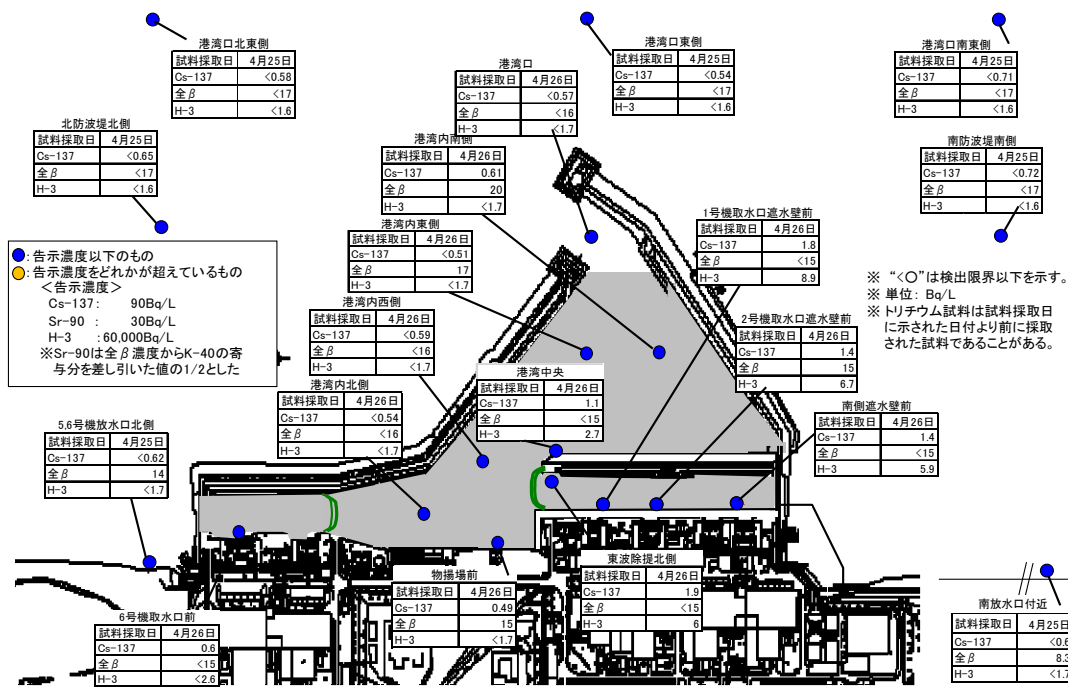 港湾口北東側
試料採取日 4月25日
Cs-137 <0.58
全β <17
H-3 <1.6
港湾口東側
試料採取日 4月25日
Cs-137 <0.54
全β <17
H-3 <1.6
港湾口南東側
試料採取日 4月25日
Cs-137 <0.71
全β <17
H-3 <1.6
港湾口
試料採取日 4月26日
Cs-137 <0.57
全β <16
H-3 <1.7
北防波堤北側
試料採取日 4月25日
Cs-137 <0.65
全β <17
H-3 <1.6
港湾内南側
試料採取日 4月26日
Cs-137 0.61
全β 20
H-3 <1.7
南防波堤南側
試料採取日 4月25日
Cs-137 <0.72
全β <17
H-3 <1.6
港湾内東側
試料採取日 4月26日
Cs-137 <0.51
全β 17
H-3 <1.7
1号機取水口遮水壁前
試料採取日 4月26日
Cs-137 1.8
全β <15
H-3 8.9
:告示濃度以下のもの
:告示濃度をどれかが超えているもの
<告示濃度>
Cs-137: 90Bq/L
Sr-90 : 30Bq/L
H-3 :60,000Bq/L
※Sr-90は全β濃度からK-40の寄
与分を差し引いた値の1/2とした
※ “<○”は検出限界以下を示す。
※ 単位: Bq/L
※ トリチウム試料は試料採取日
に示された日付より前に採取
された試料であることがある。
港湾内西側
試料採取日 4月26日
Cs-137 <0.59
全β <16
H-3 <1.7
2号機取水口遮水壁前
試料採取日 4月26日
Cs-137 1.4
全β 15
H-3 6.7
港湾中央
試料採取日 4月26日
Cs-137 1.1
全β <15
H-3 2.7
港湾内北側
試料採取日 4月26日
Cs-137 <0.54
全β <16
H-3 <1.7
南側遮水壁前
試料採取日 4月26日
Cs-137 1.4
全β <15
H-3 5.9
5,6号機放水口北側
試料採取日 4月25日
Cs-137 <0.62
全β 14
H-3 <1.7
物揚場前
試料採取日 4月26日
Cs-137 0.49
全β 15
H-3 <1.7
東波除堤北側
試料採取日 4月26日
Cs-137 1.9
全β <15
H-3 6
6号機取水口前
試料採取日 4月26日
Cs-137 0.6
全β <15
H-3 <2.6
南放水口付近
試料採取日 4月25日
Cs-137 <0.6
全β 8.3
H-3 <1.7